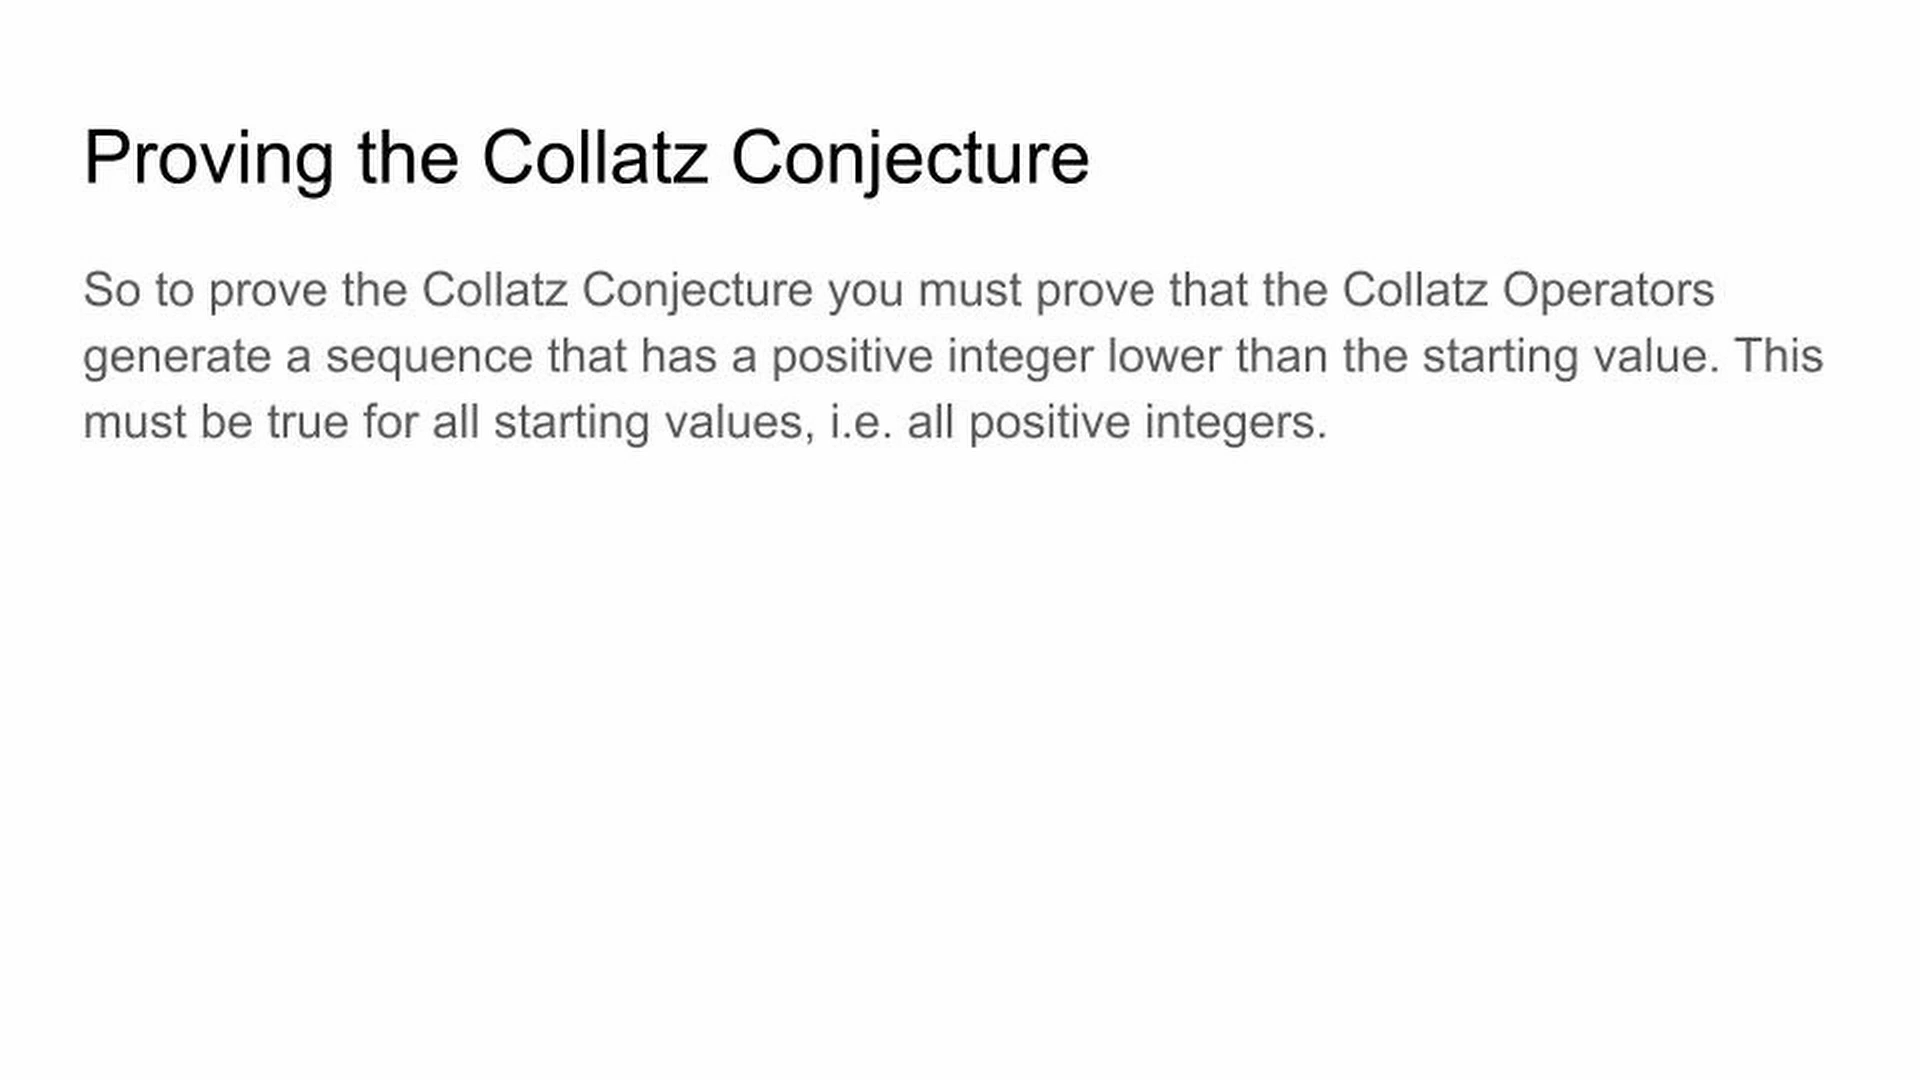 Proving the Collatz Conjecture
So to prove the Collatz Conjecture you must prove that the Collatz Operators
generate a sequence that has a positive integer lower than the starting value. This
must be true for all starting values, i.e. all positive integers.